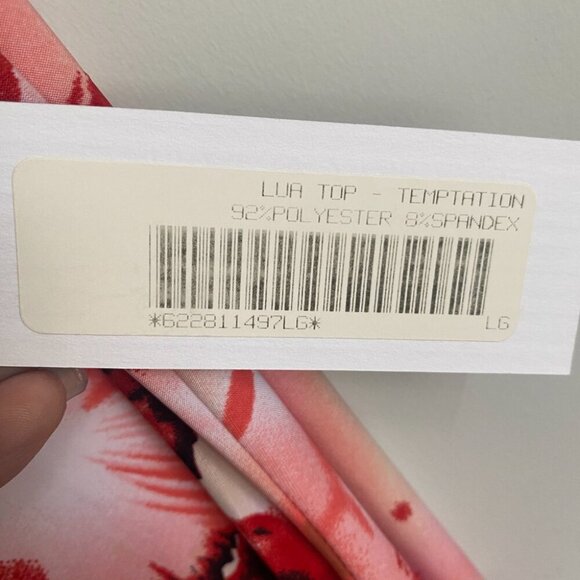 LUA TOP - TEMPTATION
92%POLYESTER 8%SPANDEX
*622811497LG* LG